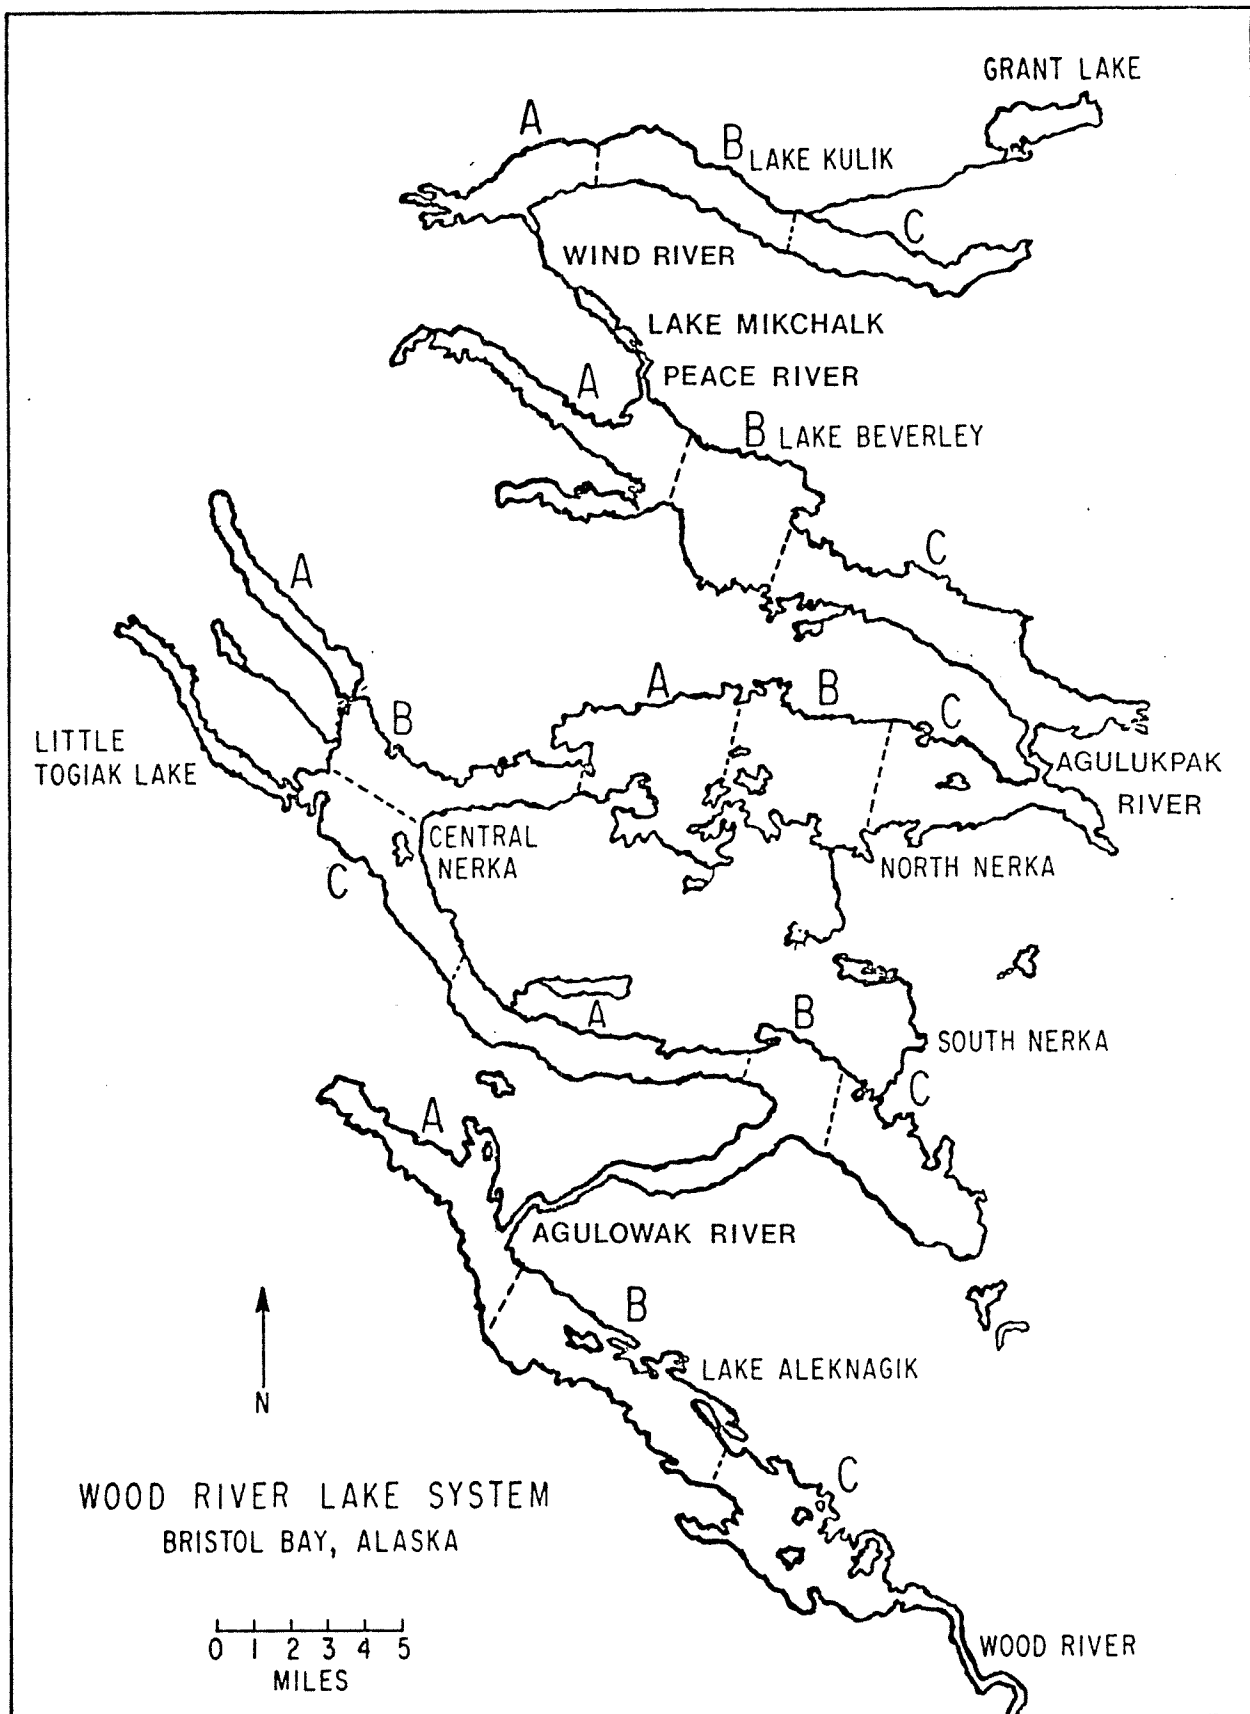 GRANT LAKE
A
B
LAKE KULIK
C
WIND RIVER
LAKE MIKCHALK
A
PEACE RIVER
B
LAKE BEVERLEY
C
A
A
B
C
B
LITTLE
TOGIAK LAKE
AGULUKPAK
RIVER
CENTRAL
NERKA
NORTH NERKA
C
A
B
SOUTH NERKA
C
A
AGULOWAK RIVER
B
LAKE ALEKNAGIK
N
C
WOOD RIVER LAKE SYSTEM
BRISTOL BAY, ALASKA
0 1 2 3 4 5
MILES
WOOD RIVER